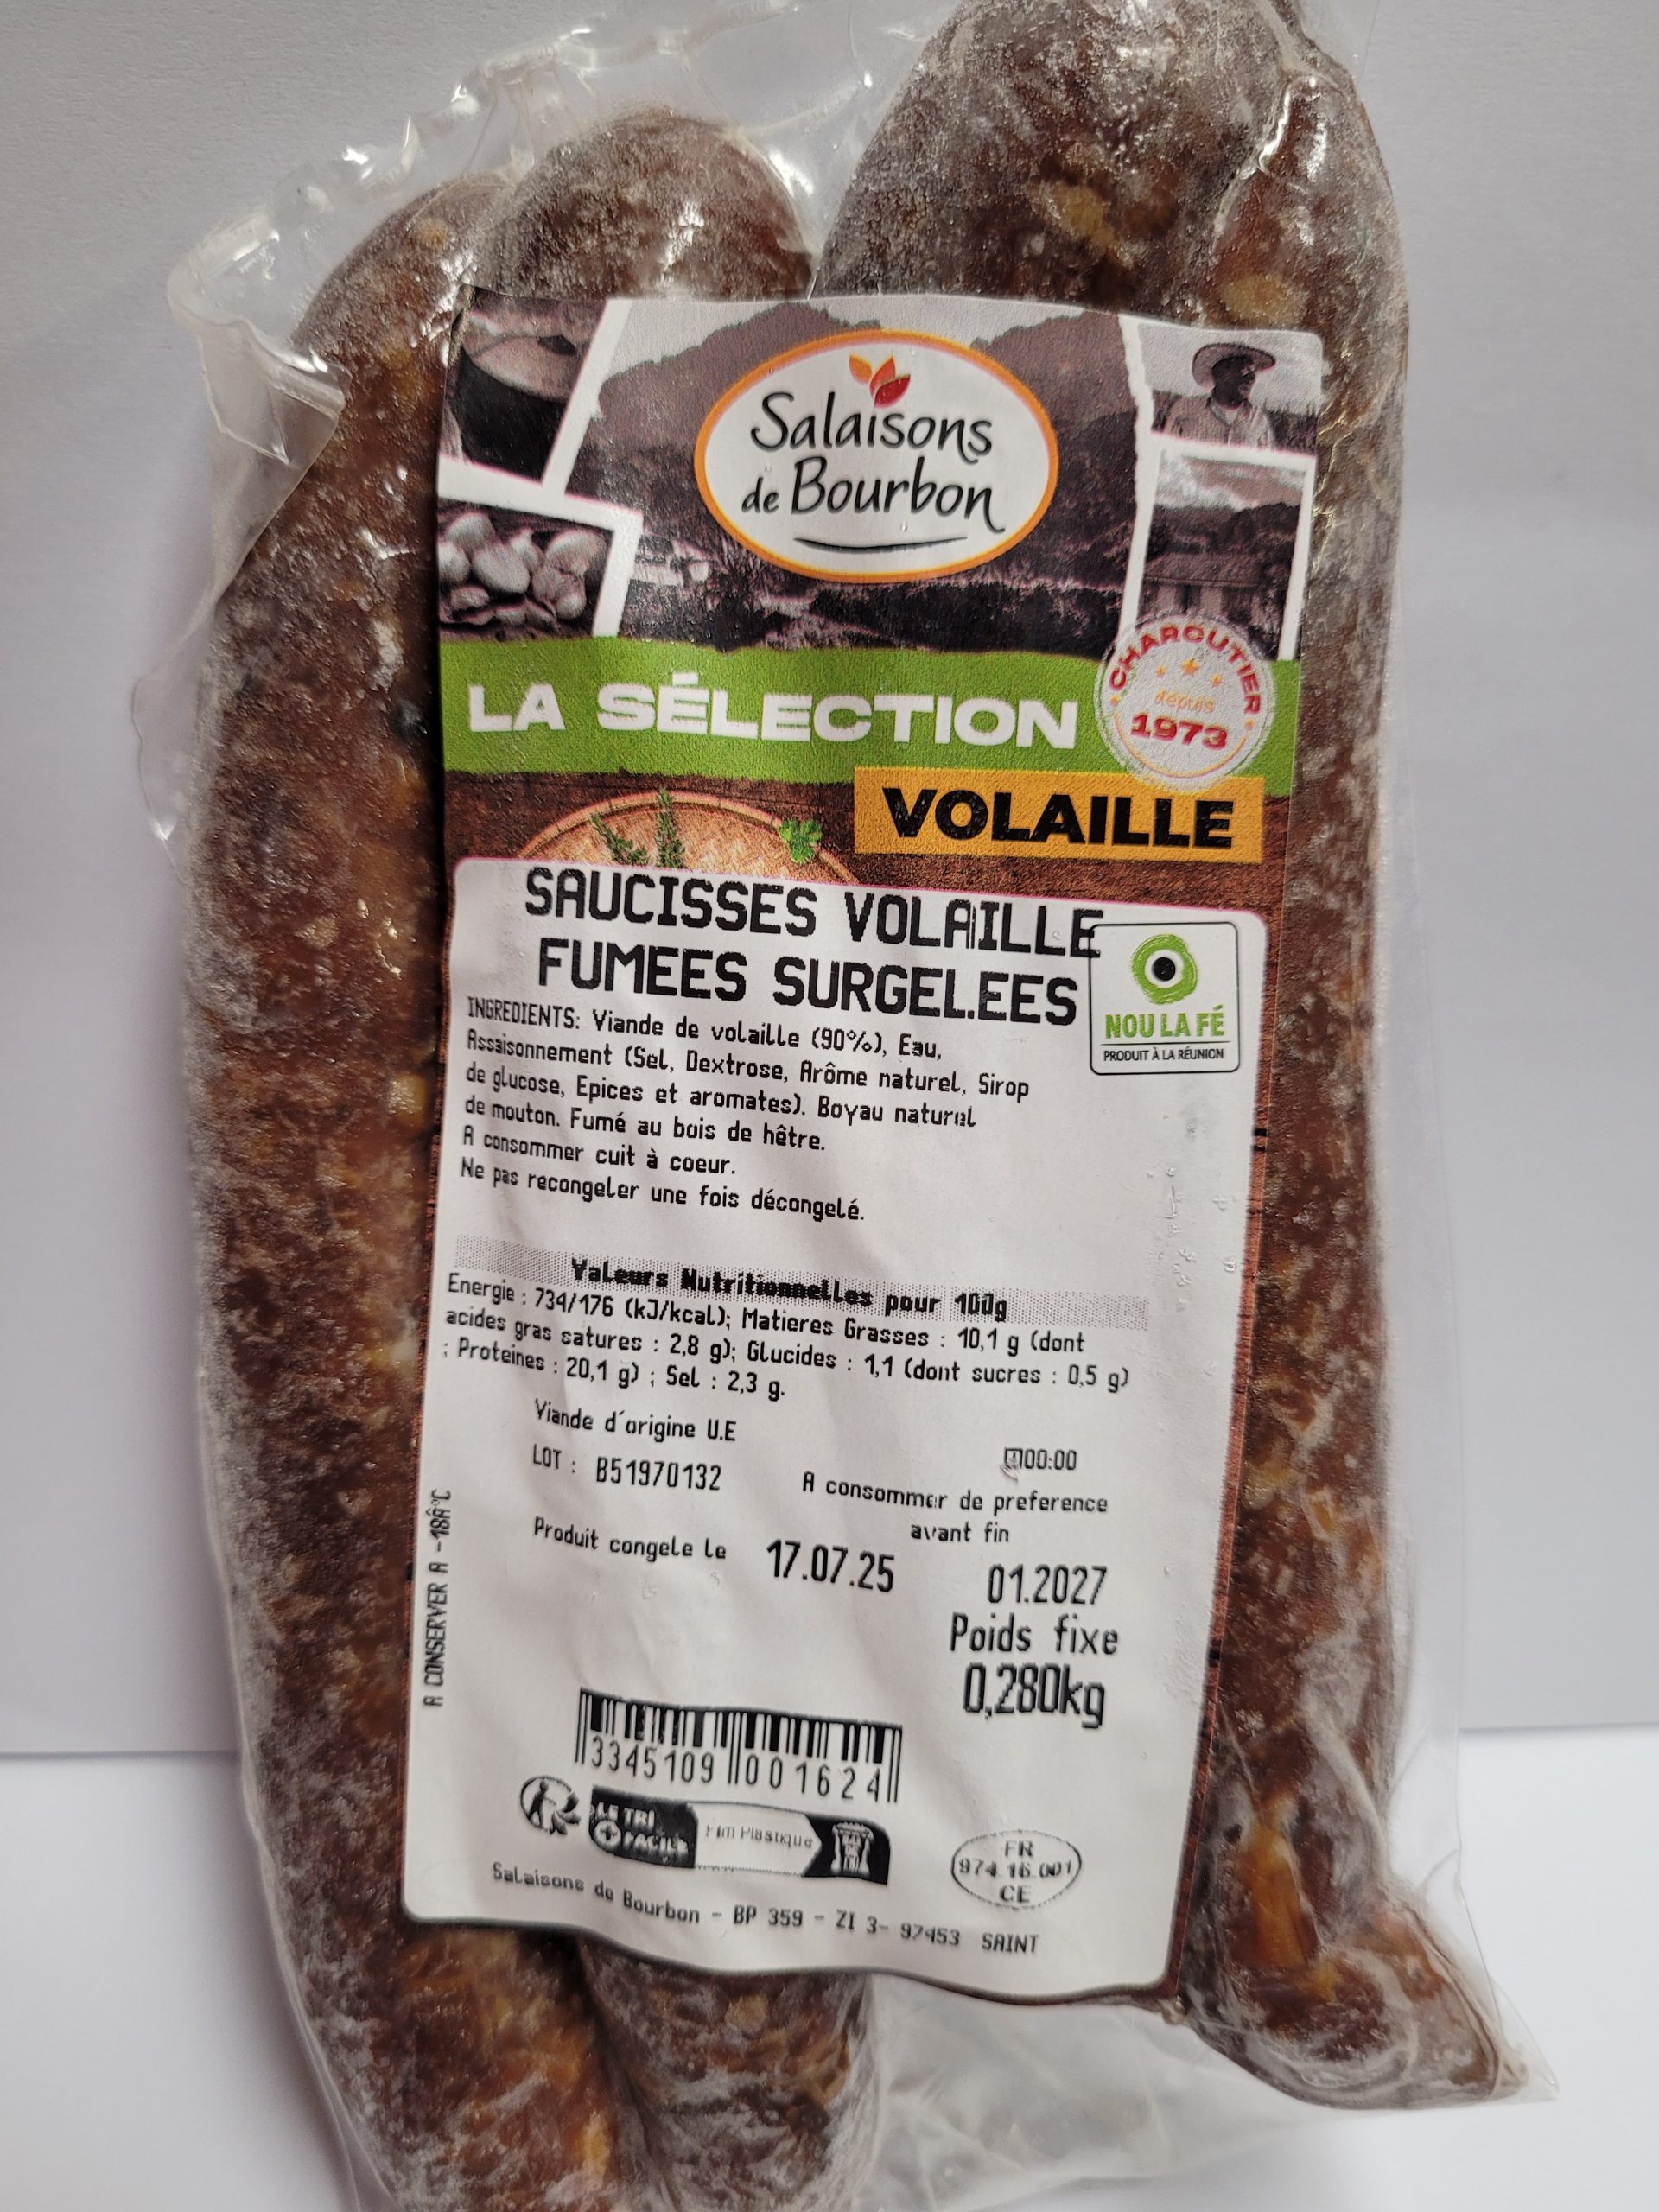 Salaisons
de Bourbon
LA SÉLECTION
CHARCUTIER
depuis
1973
VOLAILLE
SAUCISSES VOLAILLE
FUMEES SURGELEES
NOU LA FÉ
PRODUIT À LA RÉUNION
INGREDIENTS: Viande de volaille (90%), Eau,
Assaisonnement (Sel, Dextrose, Arôme naturel, Sirop
de glucose, Epices et aromates). Boyau naturel
de mouton. Fumé au bois de hêtre.
A consommer cuit à coeur.
Ne pas recongeler une fois décongelé.
Valeurs Nutritionnelles pour 100g
Energie : 734/176 (kJ/kcal); Matieres Grasses : 10,1 g (dont
acides gras satures : 2,8 g); Glucides : 1,1 (dont sucres : 0,5 g)
; Proteines : 20,1 g) ; Sel : 2,3 g.
Viande d'origine U.E
00:00
LOT : B51970132
A consommer de preference
avant fin
Produit congele le 17.07.25
01.2027
Poids fixe
0,280kg
A CONSERVER A -18Â°C
3345109 001624
LE TRI
+ FACILE
Film Plastique
FR
974.16.001
CE
Salaisons de Bourbon - BP 359 - ZI 3- 97453 SAINT